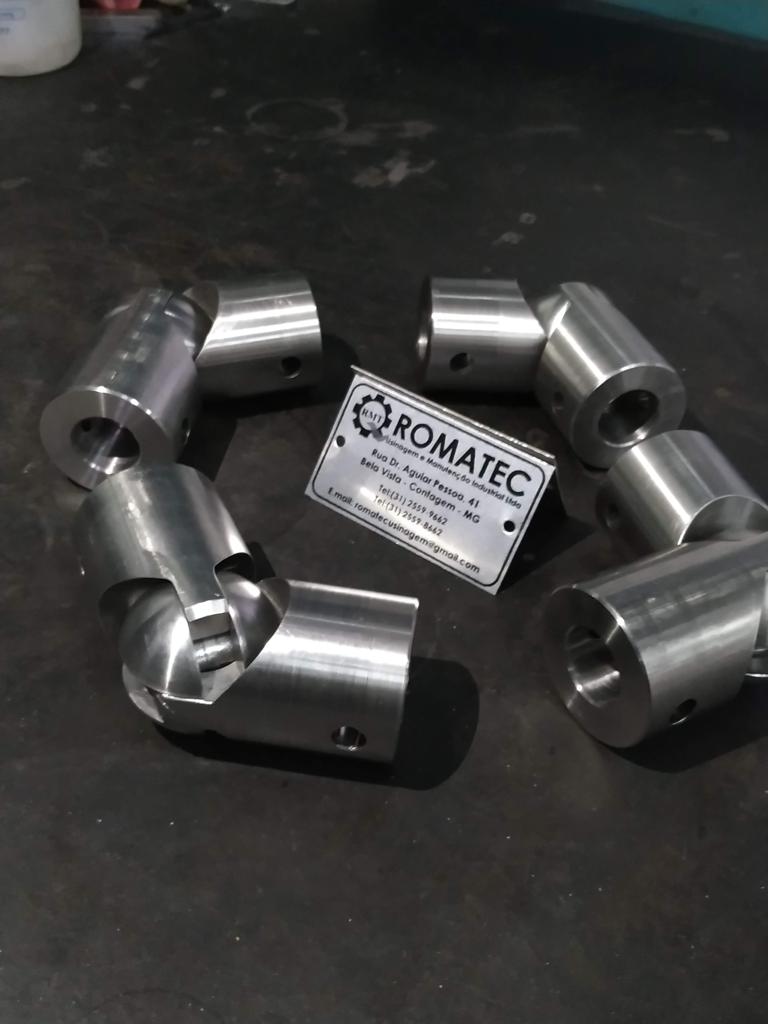 RMT
ROMATEC
Usinagem e Manutenção Industrial Ltda
Rua Dr. Aguiar Pessoa, 41
Bela Vista - Contagem - MG
Tel:(31) 2559-9662
Tel:(31) 2559-8662
E.mail: romatecusinagem@gmail.com